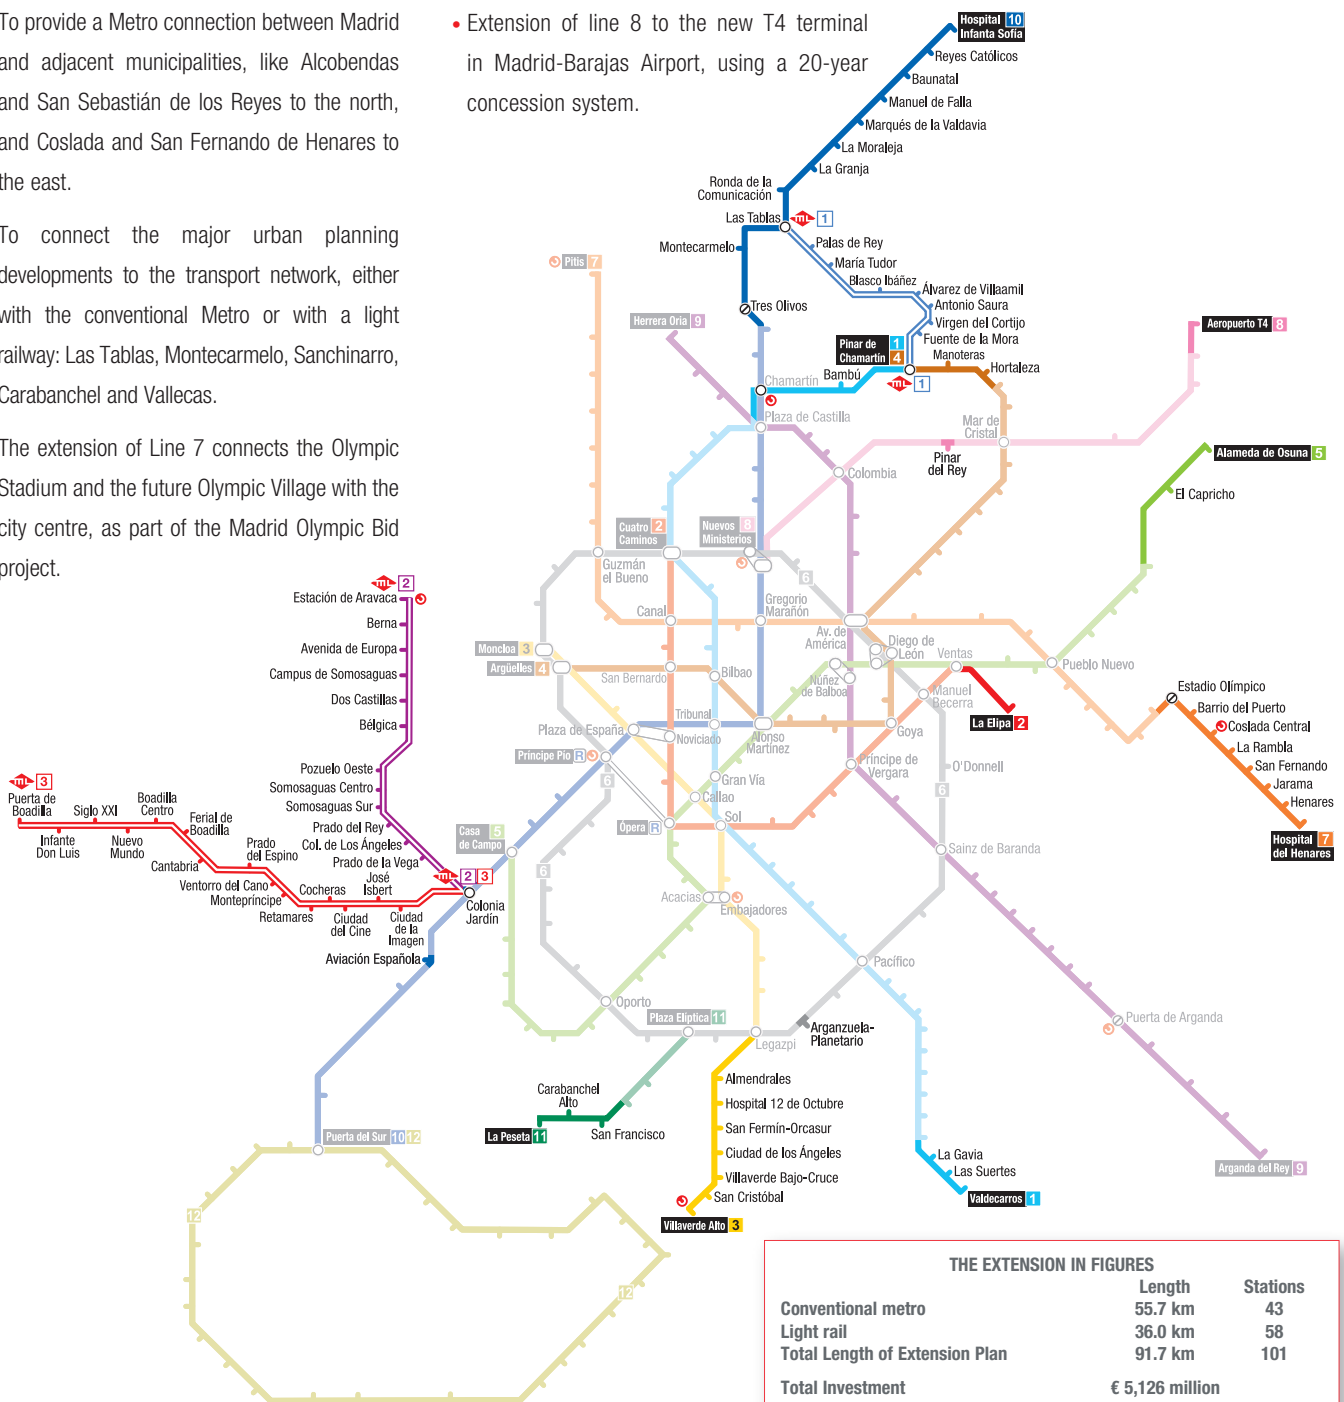 To provide a Metro connection between Madrid
and adjacent municipalities, like Alcobendas
and San Sebastián de los Reyes to the north,
and Coslada and San Fernando de Henares to
the east.
To connect the major urban planning
developments to the transport network, either
with the conventional Metro or with a light
railway: Las Tablas, Montecarmelo, Sanchinarro,
Carabanchel and Vallecas.
The extension of Line 7 connects the Olympic
Stadium and the future Olympic Village with the
city centre, as part of the Madrid Olympic Bid
project.
• Extension of line 8 to the new T4 terminal
in Madrid-Barajas Airport, using a 20-year
concession system.
Hospital 10
Infanta Sofía
Reyes Católicos
Baunatal
Manuel de Falla
Marqués de la Valdavia
La Moraleja
La Granja
Ronda de la
Comunicación
Las Tablas
mL 1
Montecarmelo
Palas de Rey
María Tudor
Blasco Ibáñez
Álvarez de Villaamil
Antonio Saura
Virgen del Cortijo
Fuente de la Mora
Tres Olivos
Pitis 7
Herrera Oria 9
Pinar de 1
Chamartín 4
Manoteras
Hortaleza
mL 1
Aeropuerto T4 8
Chamartín
Bambú
Plaza de Castilla
Mar de
Cristal
Pinar
del Rey
Colombia
Alameda de Osuna 5
El Capricho
Cuatro 2
Caminos
Nuevos 8
Ministerios
Guzmán
el Bueno
6
mL 2
Estación de Aravaca
Berna
Avenida de Europa
Campus de Somosaguas
Dos Castillas
Bélgica
Pozuelo Oeste
Somosaguas Centro
Somosaguas Sur
Prado del Rey
Col. de Los Ángeles
Prado de la Vega
Canal
Gregorio
Marañón
Av. de
América
Diego de
León
Ventas
Pueblo Nuevo
Moncloa 3
Argüelles 4
San Bernardo
Bilbao
Núñez
de Balboa
Manuel
Becerra
La Elipa 2
Estadio Olímpico
Barrio del Puerto
Coslada Central
La Rambla
San Fernando
Jarama
Henares
Hospital 7
del Henares
Plaza de España
Tribunal
Noviciado
Alonso
Martínez
Goya
Príncipe Pío R
6
Gran Vía
Callao
Príncipe de
Vergara
O'Donnell
6
mL 3
Puerta de
Boadilla
Siglo XXI
Boadilla
Centro
Ferial de
Boadilla
Infante
Don Luis
Nuevo
Mundo
Cantabria
Prado
del Espino
Ventorro del Cano
Montepríncipe
Retamares
Cocheras
Ciudad
del Cine
José
Isbert
Ciudad
de la
Imagen
mL 2 3
Colonia
Jardín
Casa 5
de Campo
Ópera R
Sol
Sainz de Baranda
6
Acacias
Embajadores
Aviación Española
Pacífico
Oporto
Plaza Elíptica 11
Legazpi
Arganzuela-
Planetario
Puerta de Arganda
Carabanchel
Alto
La Peseta 11
San Francisco
Almendrales
Hospital 12 de Octubre
San Fermín-Orcasur
Ciudad de los Ángeles
Villaverde Bajo-Cruce
San Cristóbal
Villaverde Alto 3
Puerta del Sur 10 12
La Gavia
Las Suertes
Valdecarros 1
Arganda del Rey 9
12
12
THE EXTENSION IN FIGURES
Length Stations
Conventional metro 55.7 km 43
Light rail 36.0 km 58
Total Length of Extension Plan 91.7 km 101
Total Investment € 5,126 million